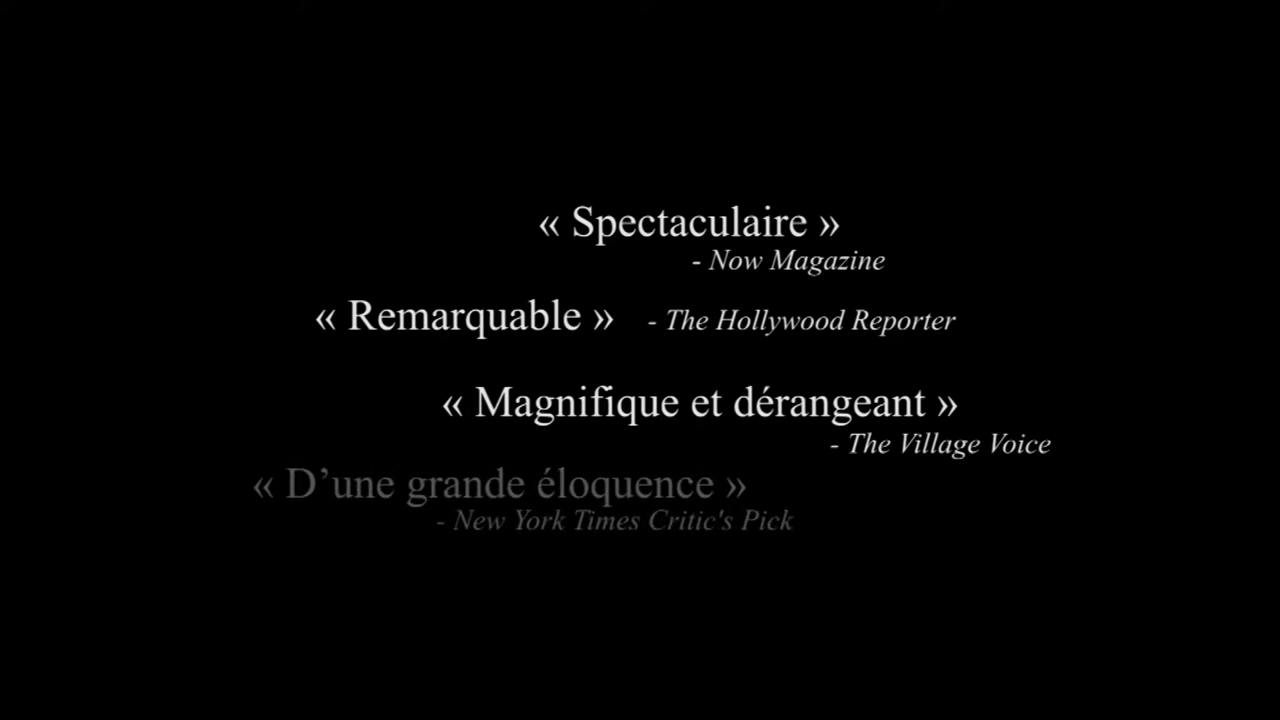 « Spectaculaire »
- Now Magazine
« Remarquable » - The Hollywood Reporter
« Magnifique et dérangeant »
- The Village Voice
« D’une grande éloquence »
- New York Times Critic's Pick